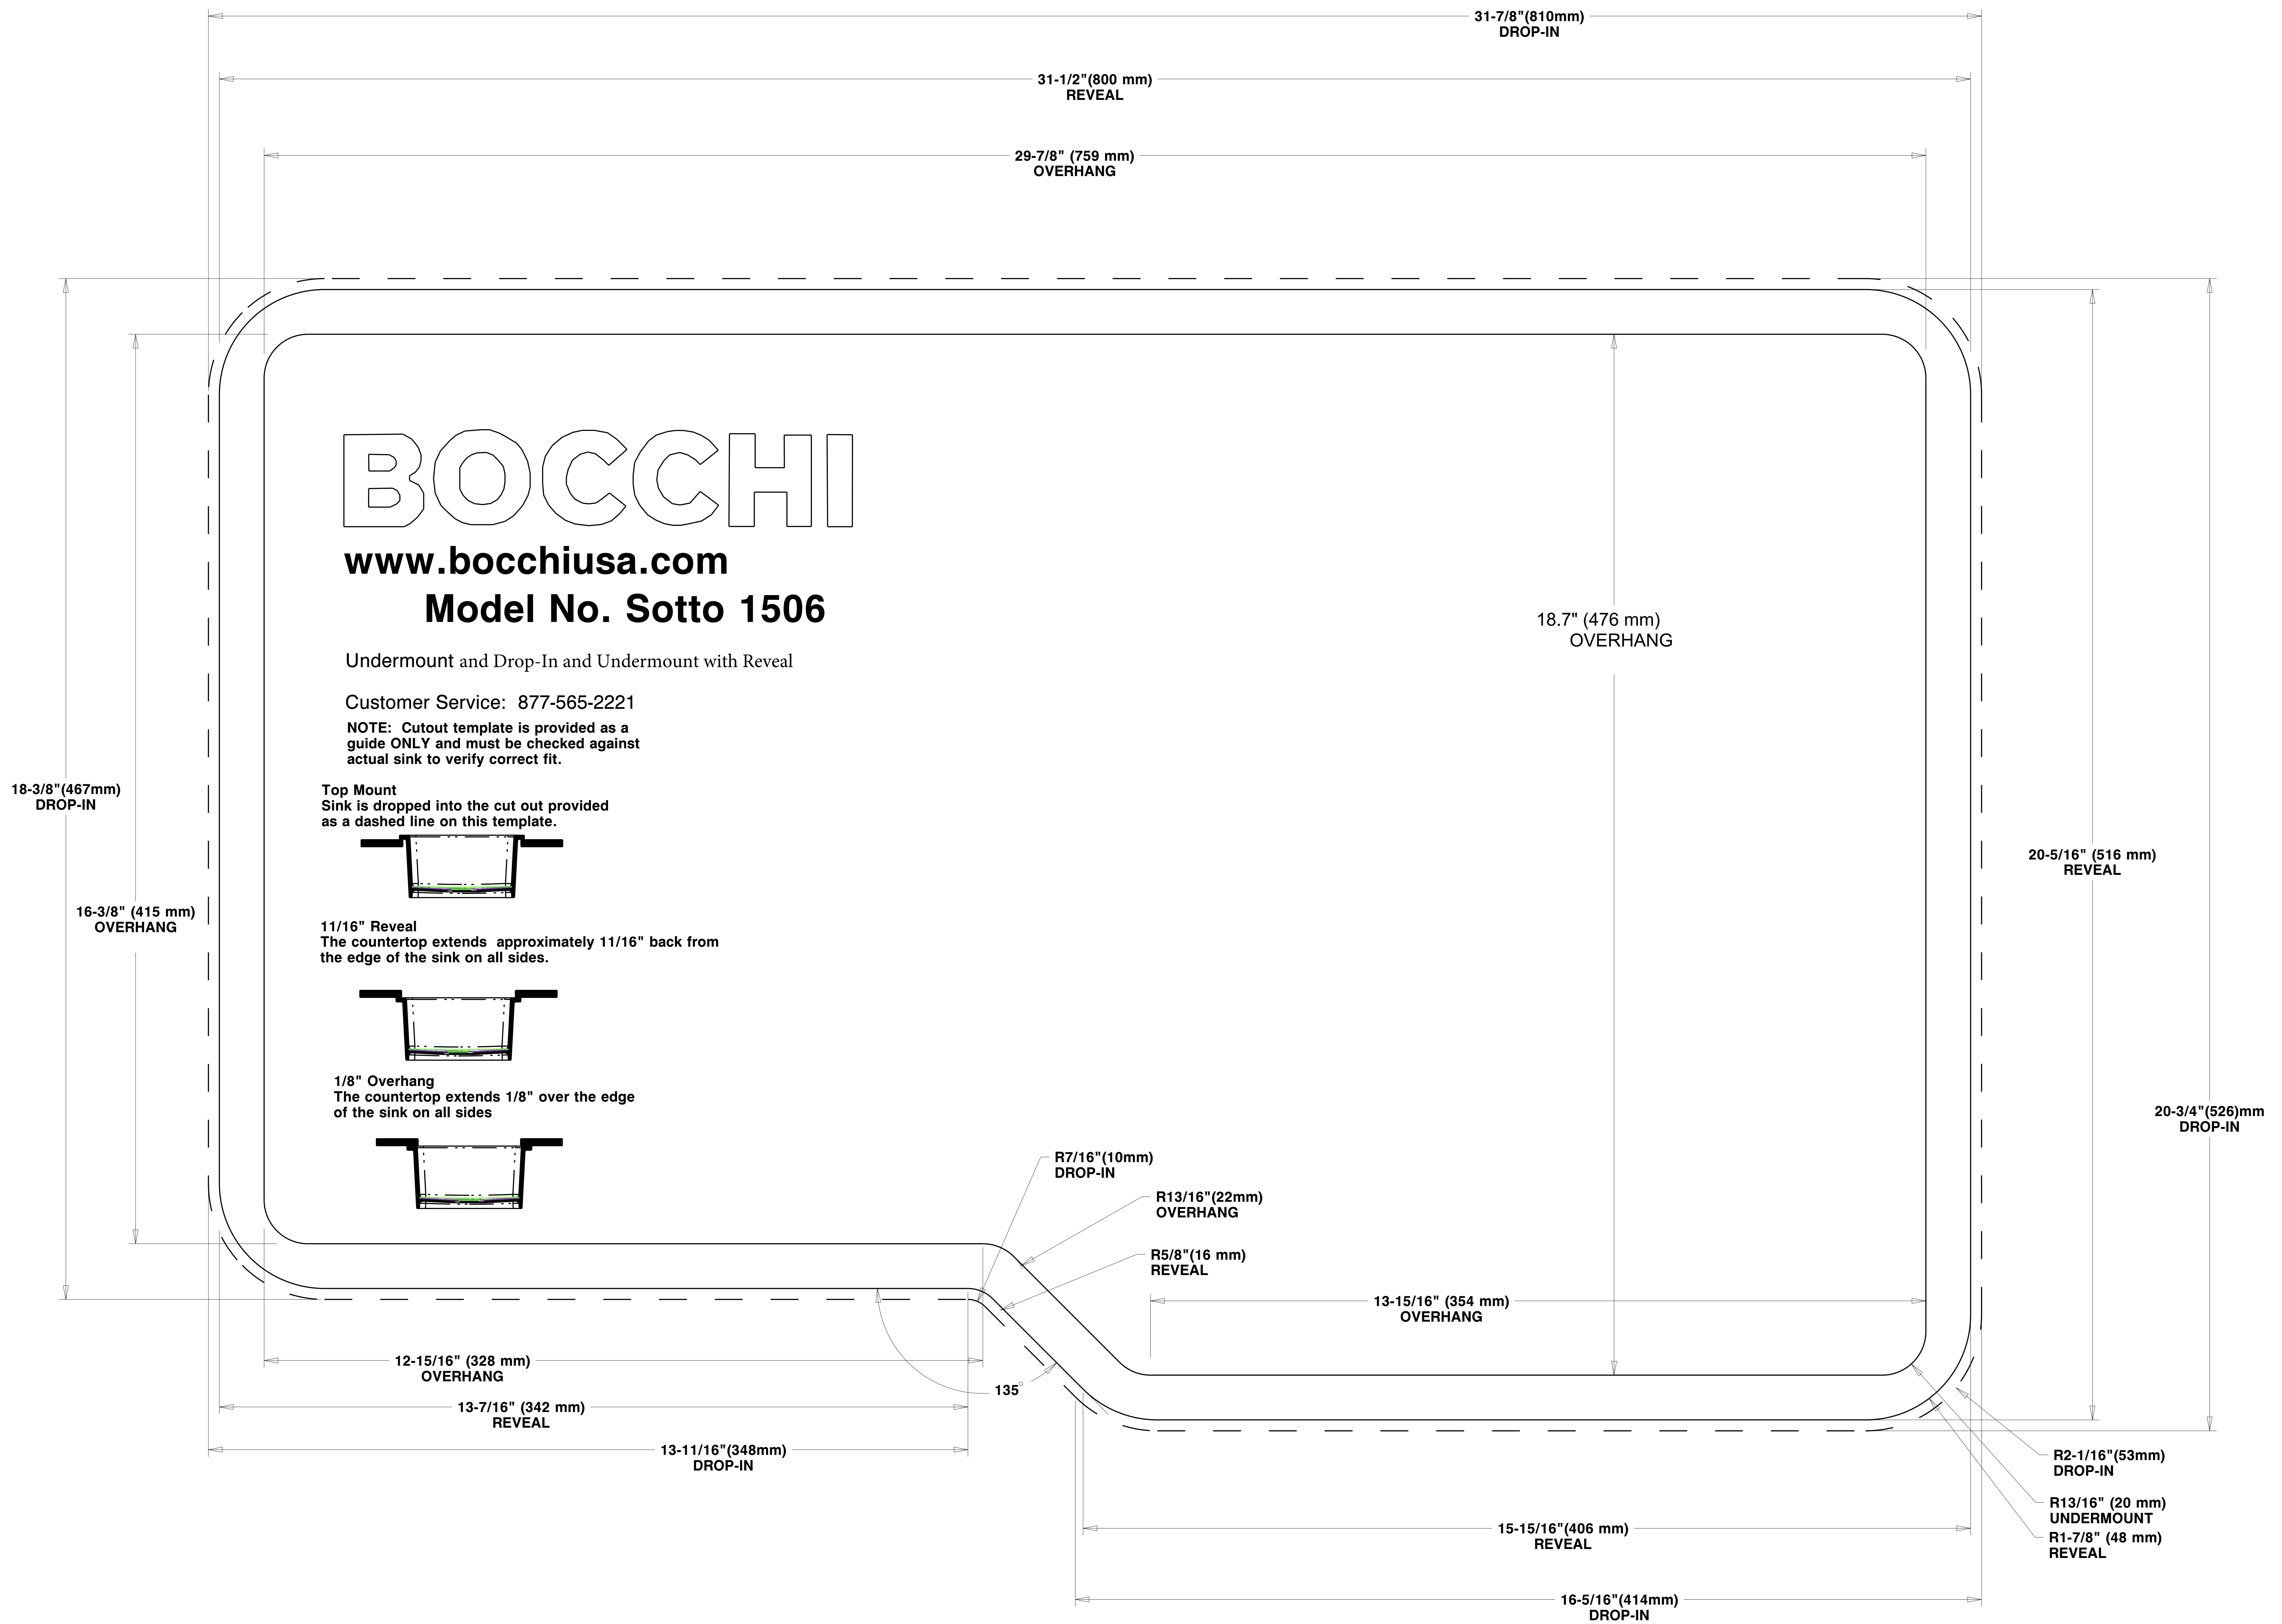 31-7/8"(810mm)
DROP-IN
31-1/2"(800 mm)
REVEAL
29-7/8" (759 mm)
OVERHANG
BOCCHI
www.bocchiusa.com
Model No. Sotto 1506
18.7" (476 mm)
OVERHANG
Undermount and Drop-In and Undermount with Reveal
Customer Service: 877-565-2221
NOTE: Cutout template is provided as a
guide ONLY and must be checked against
actual sink to verify correct fit.
18-3/8"(467mm)
DROP-IN
Top Mount
Sink is dropped into the cut out provided
as a dashed line on this template.
20-5/16" (516 mm)
REVEAL
16-3/8" (415 mm)
OVERHANG
11/16" Reveal
The countertop extends approximately 11/16" back from
the edge of the sink on all sides.
1/8" Overhang
The countertop extends 1/8" over the edge
of the sink on all sides
20-3/4"(526)mm
DROP-IN
R7/16"(10mm)
DROP-IN
R13/16"(22mm)
OVERHANG
R5/8"(16 mm)
REVEAL
13-15/16" (354 mm)
OVERHANG
12-15/16" (328 mm)
OVERHANG
135°
13-7/16" (342 mm)
REVEAL
13-11/16"(348mm)
DROP-IN
R2-1/16"(53mm)
DROP-IN
R13/16" (20 mm)
UNDERMOUNT
R1-7/8" (48 mm)
REVEAL
15-15/16"(406 mm)
REVEAL
16-5/16"(414mm)
DROP-IN